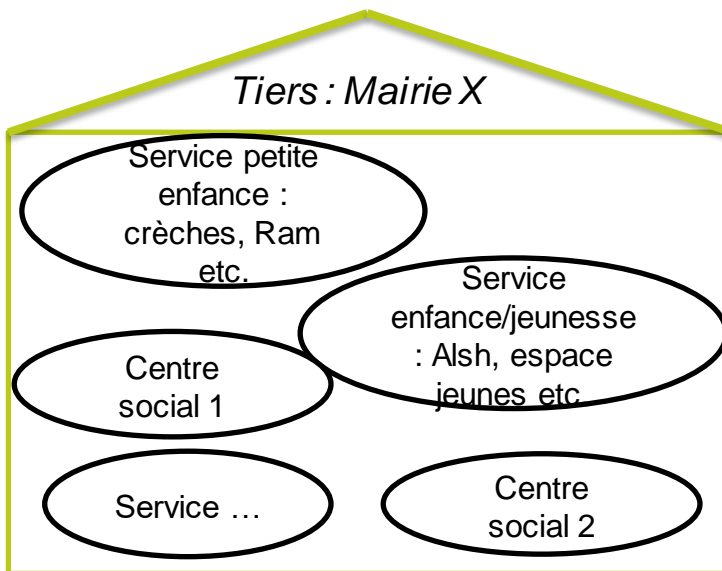 Tiers : Mairie X
Service petite
enfance :
crèches, Ram
etc.
Service
enfance/jeunesse
: Alsh, espace
jeunes etc
Centre
social 1
Service …
Centre
social 2